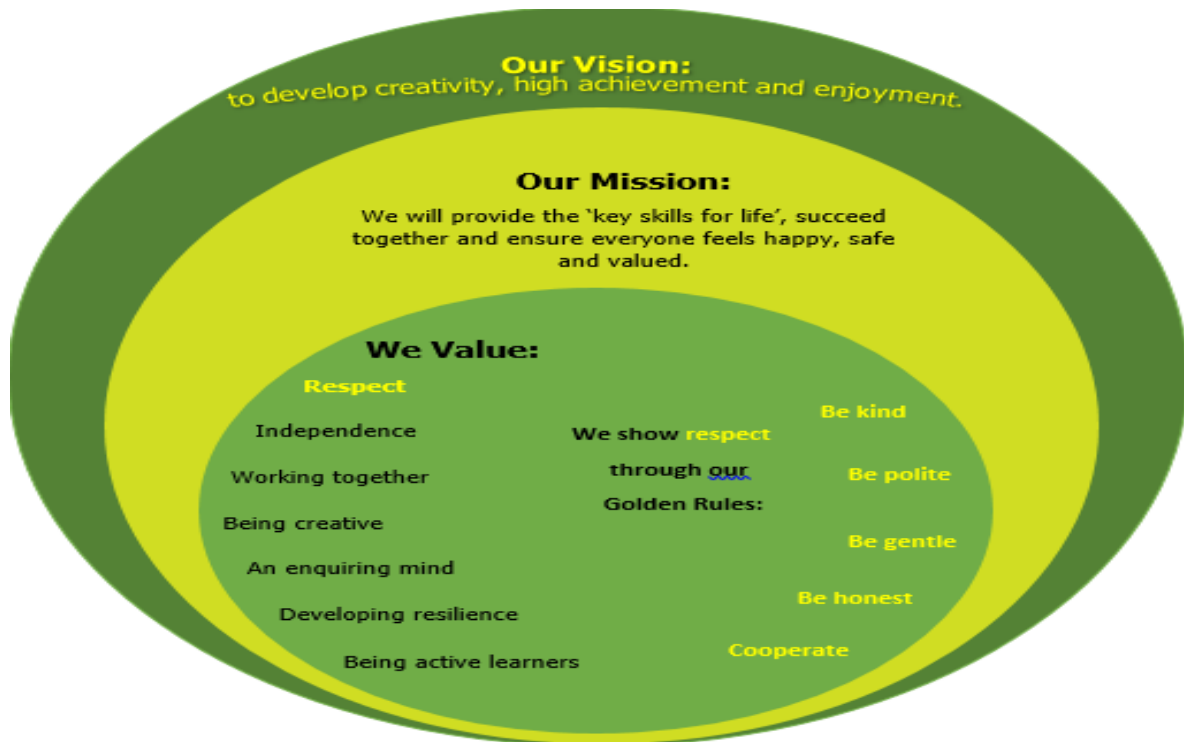 Our Vision:
to develop creativity, high achievement and enjoyment.
Our Mission:
We will provide the ‘key skills for life’, succeed
together and ensure everyone feels happy, safe
and valued.
We Value:
Respect
Independence
Working together
Being creative
An enquiring mind
Developing resilience
Being active learners
We show respect
through our
Golden Rules:
Be kind
Be polite
Be gentle
Be honest
Cooperate